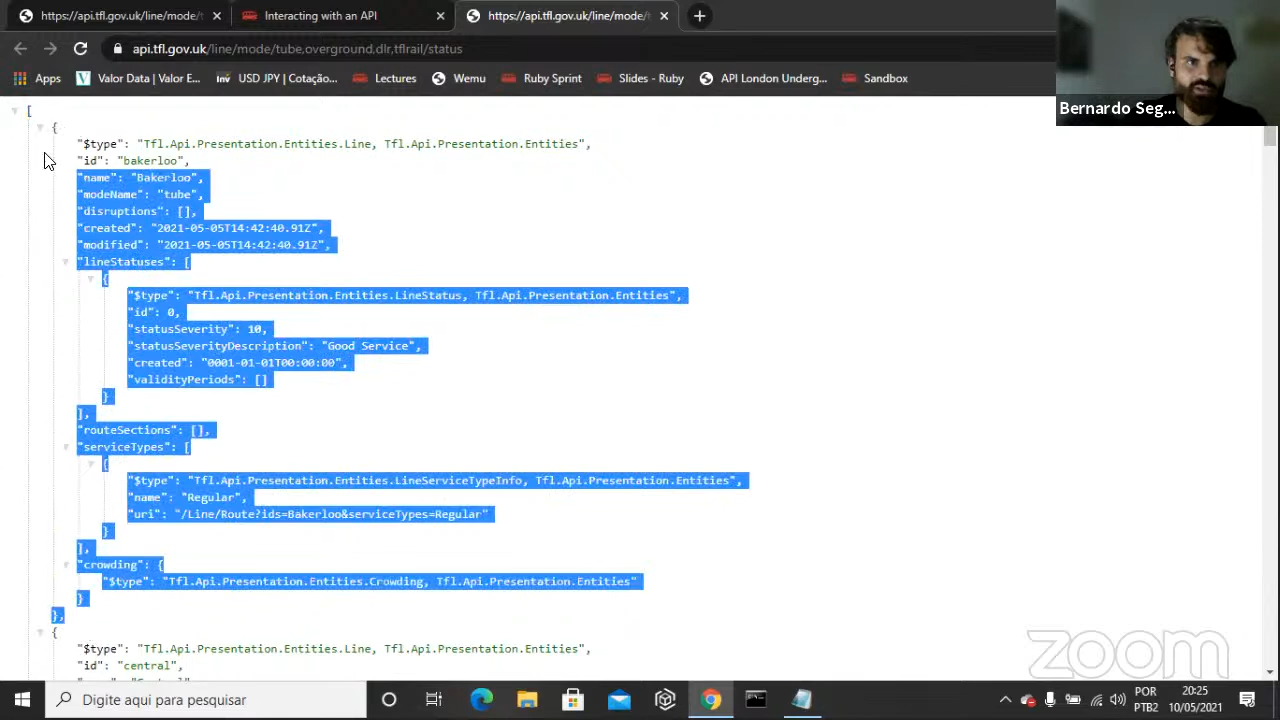 https://api.tfl.gov.uk/line/mode/t
Interacting with an API
https://api.tfl.gov.uk/line/mode/t
api.tfl.gov.uk/line/mode/tube,overground,dlr,tflrail/status
Apps
Valor Data | Valor E...
USD JPY | Cotação...
Lectures
Wemu
Ruby Sprint
Slides - Ruby
API London Underg...
Sandbox
Bernardo Seg...
[
{
"$type": "Tfl.Api.Presentation.Entities.Line, Tfl.Api.Presentation.Entities",
"id": "bakerloo",
"name": "Bakerloo",
"modeName": "tube",
"disruptions": [],
"created": "2021-05-05T14:42:40.91Z",
"modified": "2021-05-05T14:42:40.91Z",
"lineStatuses": [
{
"$type": "Tfl.Api.Presentation.Entities.LineStatus, Tfl.Api.Presentation.Entities",
"id": 0,
"statusSeverity": 10,
"statusSeverityDescription": "Good Service",
"created": "0001-01-01T00:00:00",
"validityPeriods": []
}
],
"routeSections": [],
"serviceTypes": [
{
"$type": "Tfl.Api.Presentation.Entities.LineServiceTypeInfo, Tfl.Api.Presentation.Entities",
"name": "Regular",
"uri": "/Line/Route?ids=Bakerloo&serviceTypes=Regular"
}
],
"crowding": {
"$type": "Tfl.Api.Presentation.Entities.Crowding, Tfl.Api.Presentation.Entities"
}
},
{
"$type": "Tfl.Api.Presentation.Entities.Line, Tfl.Api.Presentation.Entities",
"id": "central",
zoom
Digite aqui para pesquisar
POR
PTB2
20:25
10/05/2021